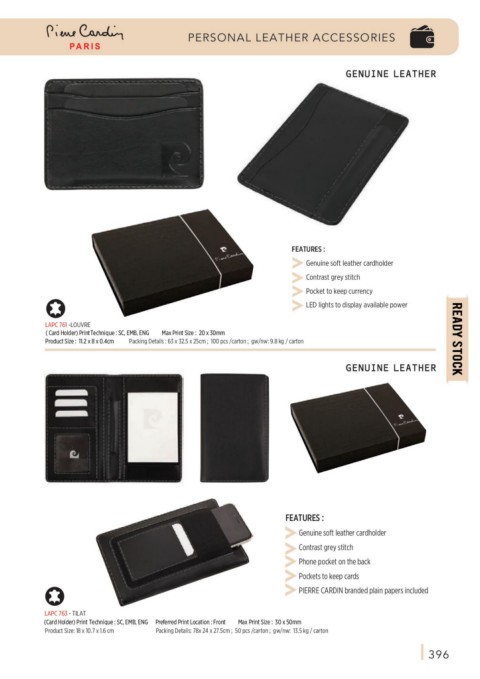 Pierre Cardin
PARIS
PERSONAL LEATHER ACCESSORIES
GENUINE LEATHER
Pierre Cardin
FEATURES :
Genuine soft leather cardholder
Contrast grey stitch
Pocket to keep currency
LED lights to display available power
LAPC 761 -LOUVRE
( Card Holder) Print Technique : SC, EMB, ENG Max Print Size : 20 x 30mm
Product Size : 11.2 x 8 x 0.4cm Packing Details : 63 x 32.5 x 25cm ; 100 pcs /carton ; gw/nw: 9.8 kg / carton
READY STOCK
GENUINE LEATHER
Pierre Cardin
FEATURES :
Genuine soft leather cardholder
Contrast grey stitch
Phone pocket on the back
Pockets to keep cards
PIERRE CARDIN branded plain papers included
LAPC 763 - TILAT
(Card Holder) Print Technique : SC, EMB, ENG Preferred Print Location : Front Max Print Size : 30 x 50mm
Product Size: 18 x 10.7 x 1.6 cm Packing Details: 78x 24 x 27.5cm ; 50 pcs /carton ; gw/nw: 13.5 kg / carton
396